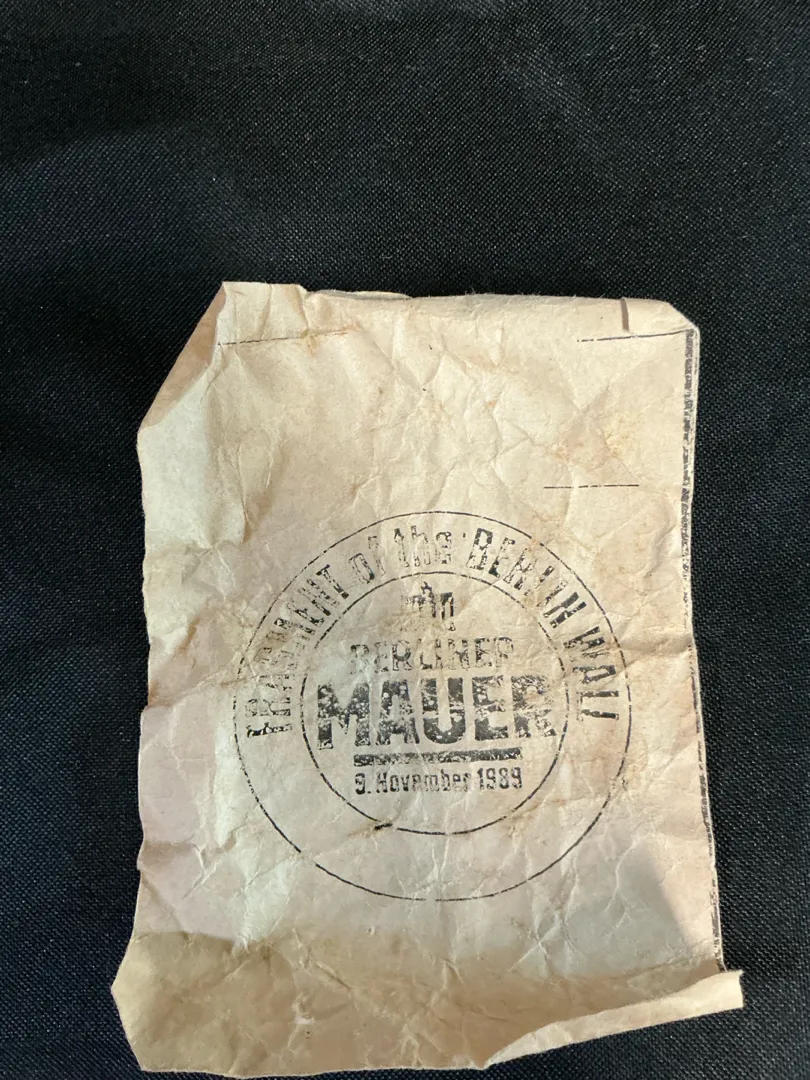 FRAGMENT of the BERLIN WALL
BERLINER
MAUER
9. November 1989